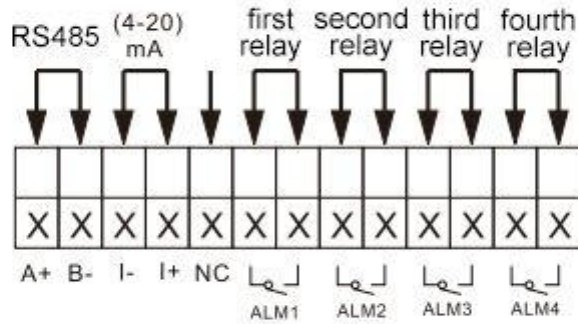 RS485 (4-20) mA first relay second relay third relay fourth relay
X X X X X X X X X X X X X
A+ B- I- I+ NC
ALM1 ALM2 ALM3 ALM4